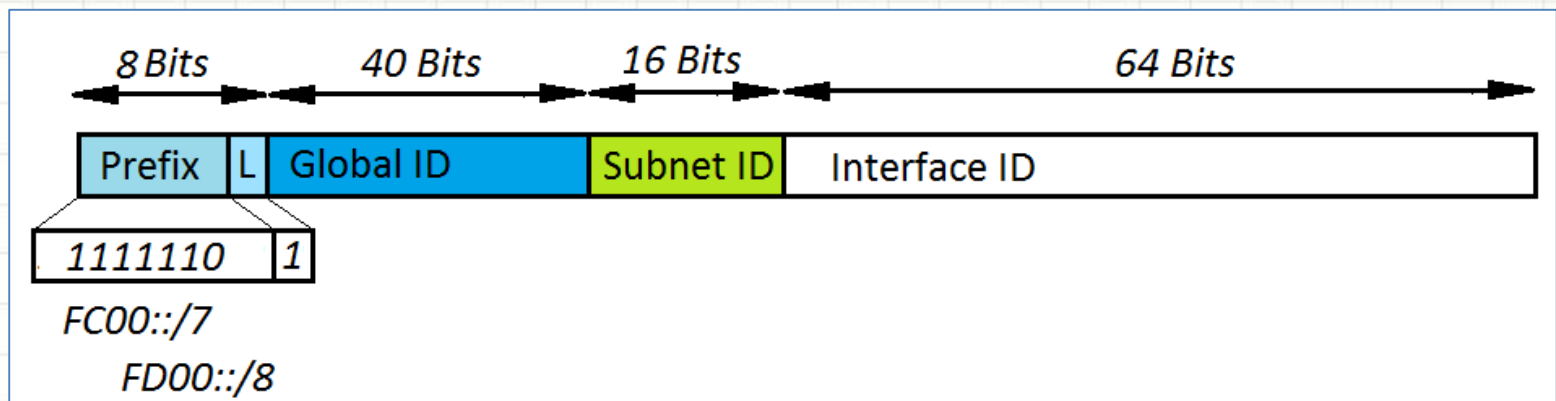 8 Bits 40 Bits 16 Bits 64 Bits
Prefix L Global ID Subnet ID Interface ID
1111110 1
FC00::/7
FD00::/8